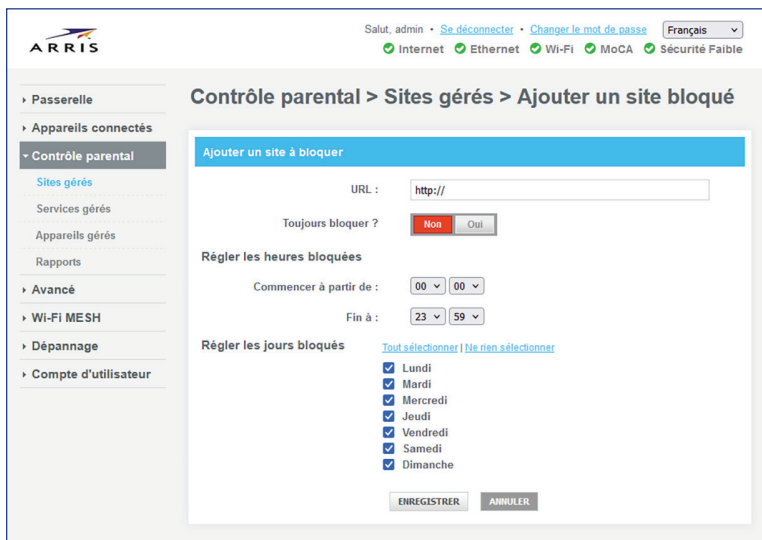 ARRIS
Salut, admin • Se déconnecter • Changer le mot de passe Français
Internet Ethernet Wi-Fi MoCA Sécurité Faible
Passerelle
Appareils connectés
Contrôle parental
Sites gérés
Services gérés
Appareils gérés
Rapports
Avancé
Wi-Fi MESH
Dépannage
Compte d'utilisateur
Contrôle parental > Sites gérés > Ajouter un site bloqué
Ajouter un site à bloquer
URL : http://
Toujours bloquer ? Non Oui
Régler les heures bloquées
Commencer à partir de : 00 00
Fin à : 23 59
Régler les jours bloqués Tout sélectionner | Ne rien sélectionner
Lundi
Mardi
Mercredi
Jeudi
Vendredi
Samedi
Dimanche
ENREGISTRER ANNULER